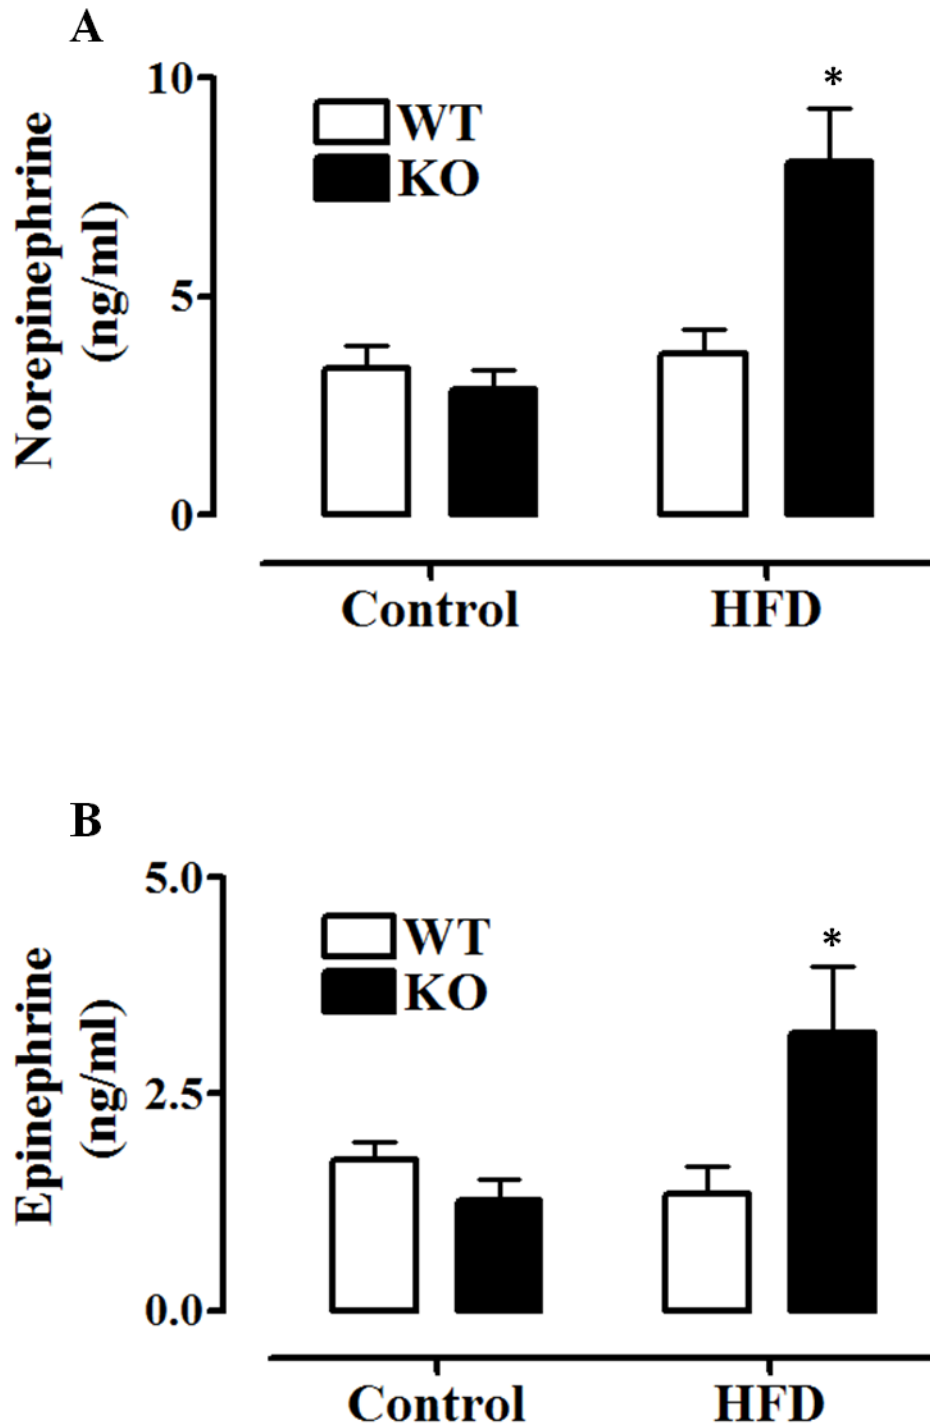 A
Norepinephrine
(ng/ml)
10
5
0
WT
KO
*
Control HFD
B
Epinephrine
(ng/ml)
5.0
2.5
0.0
WT
KO
*
Control HFD